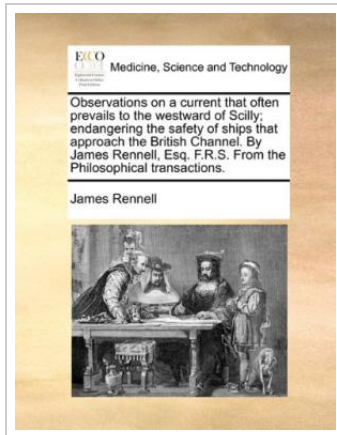 ECCO
Medicine, Science and Technology
Observations on a current that often
prevails to the westward of Scilly;
endangering the safety of ships that
approach the British Channel. By
James Rennell, Esq. F.R.S. From the
Philosophical transactions.
James Rennell